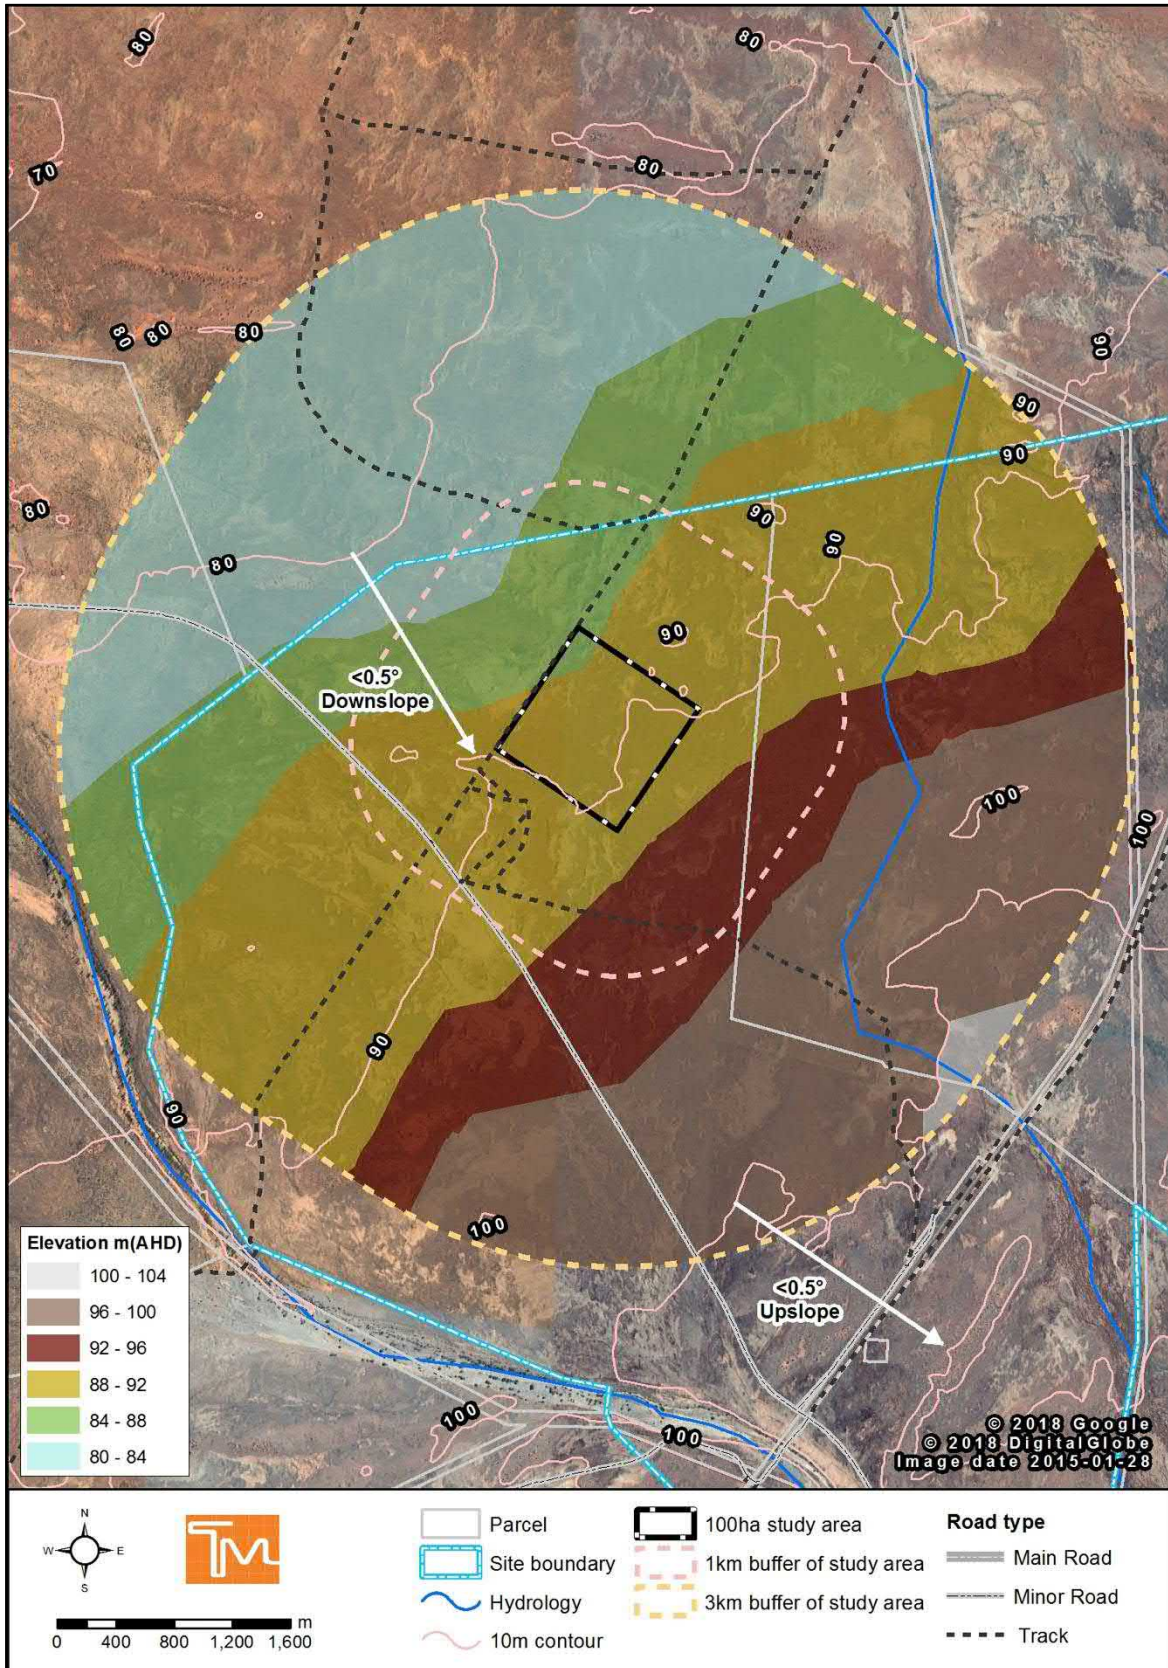 80
80
80
70
80
80
80
90
80
90
90
90
80
90
80
90
<0.5°
Downslope
100
100
90
90
100
<0.5°
Upslope
Elevation m(AHD)
100 - 104
96 - 100
92 - 96
88 - 92
84 - 88
80 - 84
100
100
© 2018 Google
© 2018 DigitalGlobe
Image date 2015-01-28
N
W E
S
TM
m
0 400 800 1,200 1,600
Parcel
Site boundary
Hydrology
10m contour
100ha study area
1km buffer of study area
3km buffer of study area
Road type
Main Road
Minor Road
Track